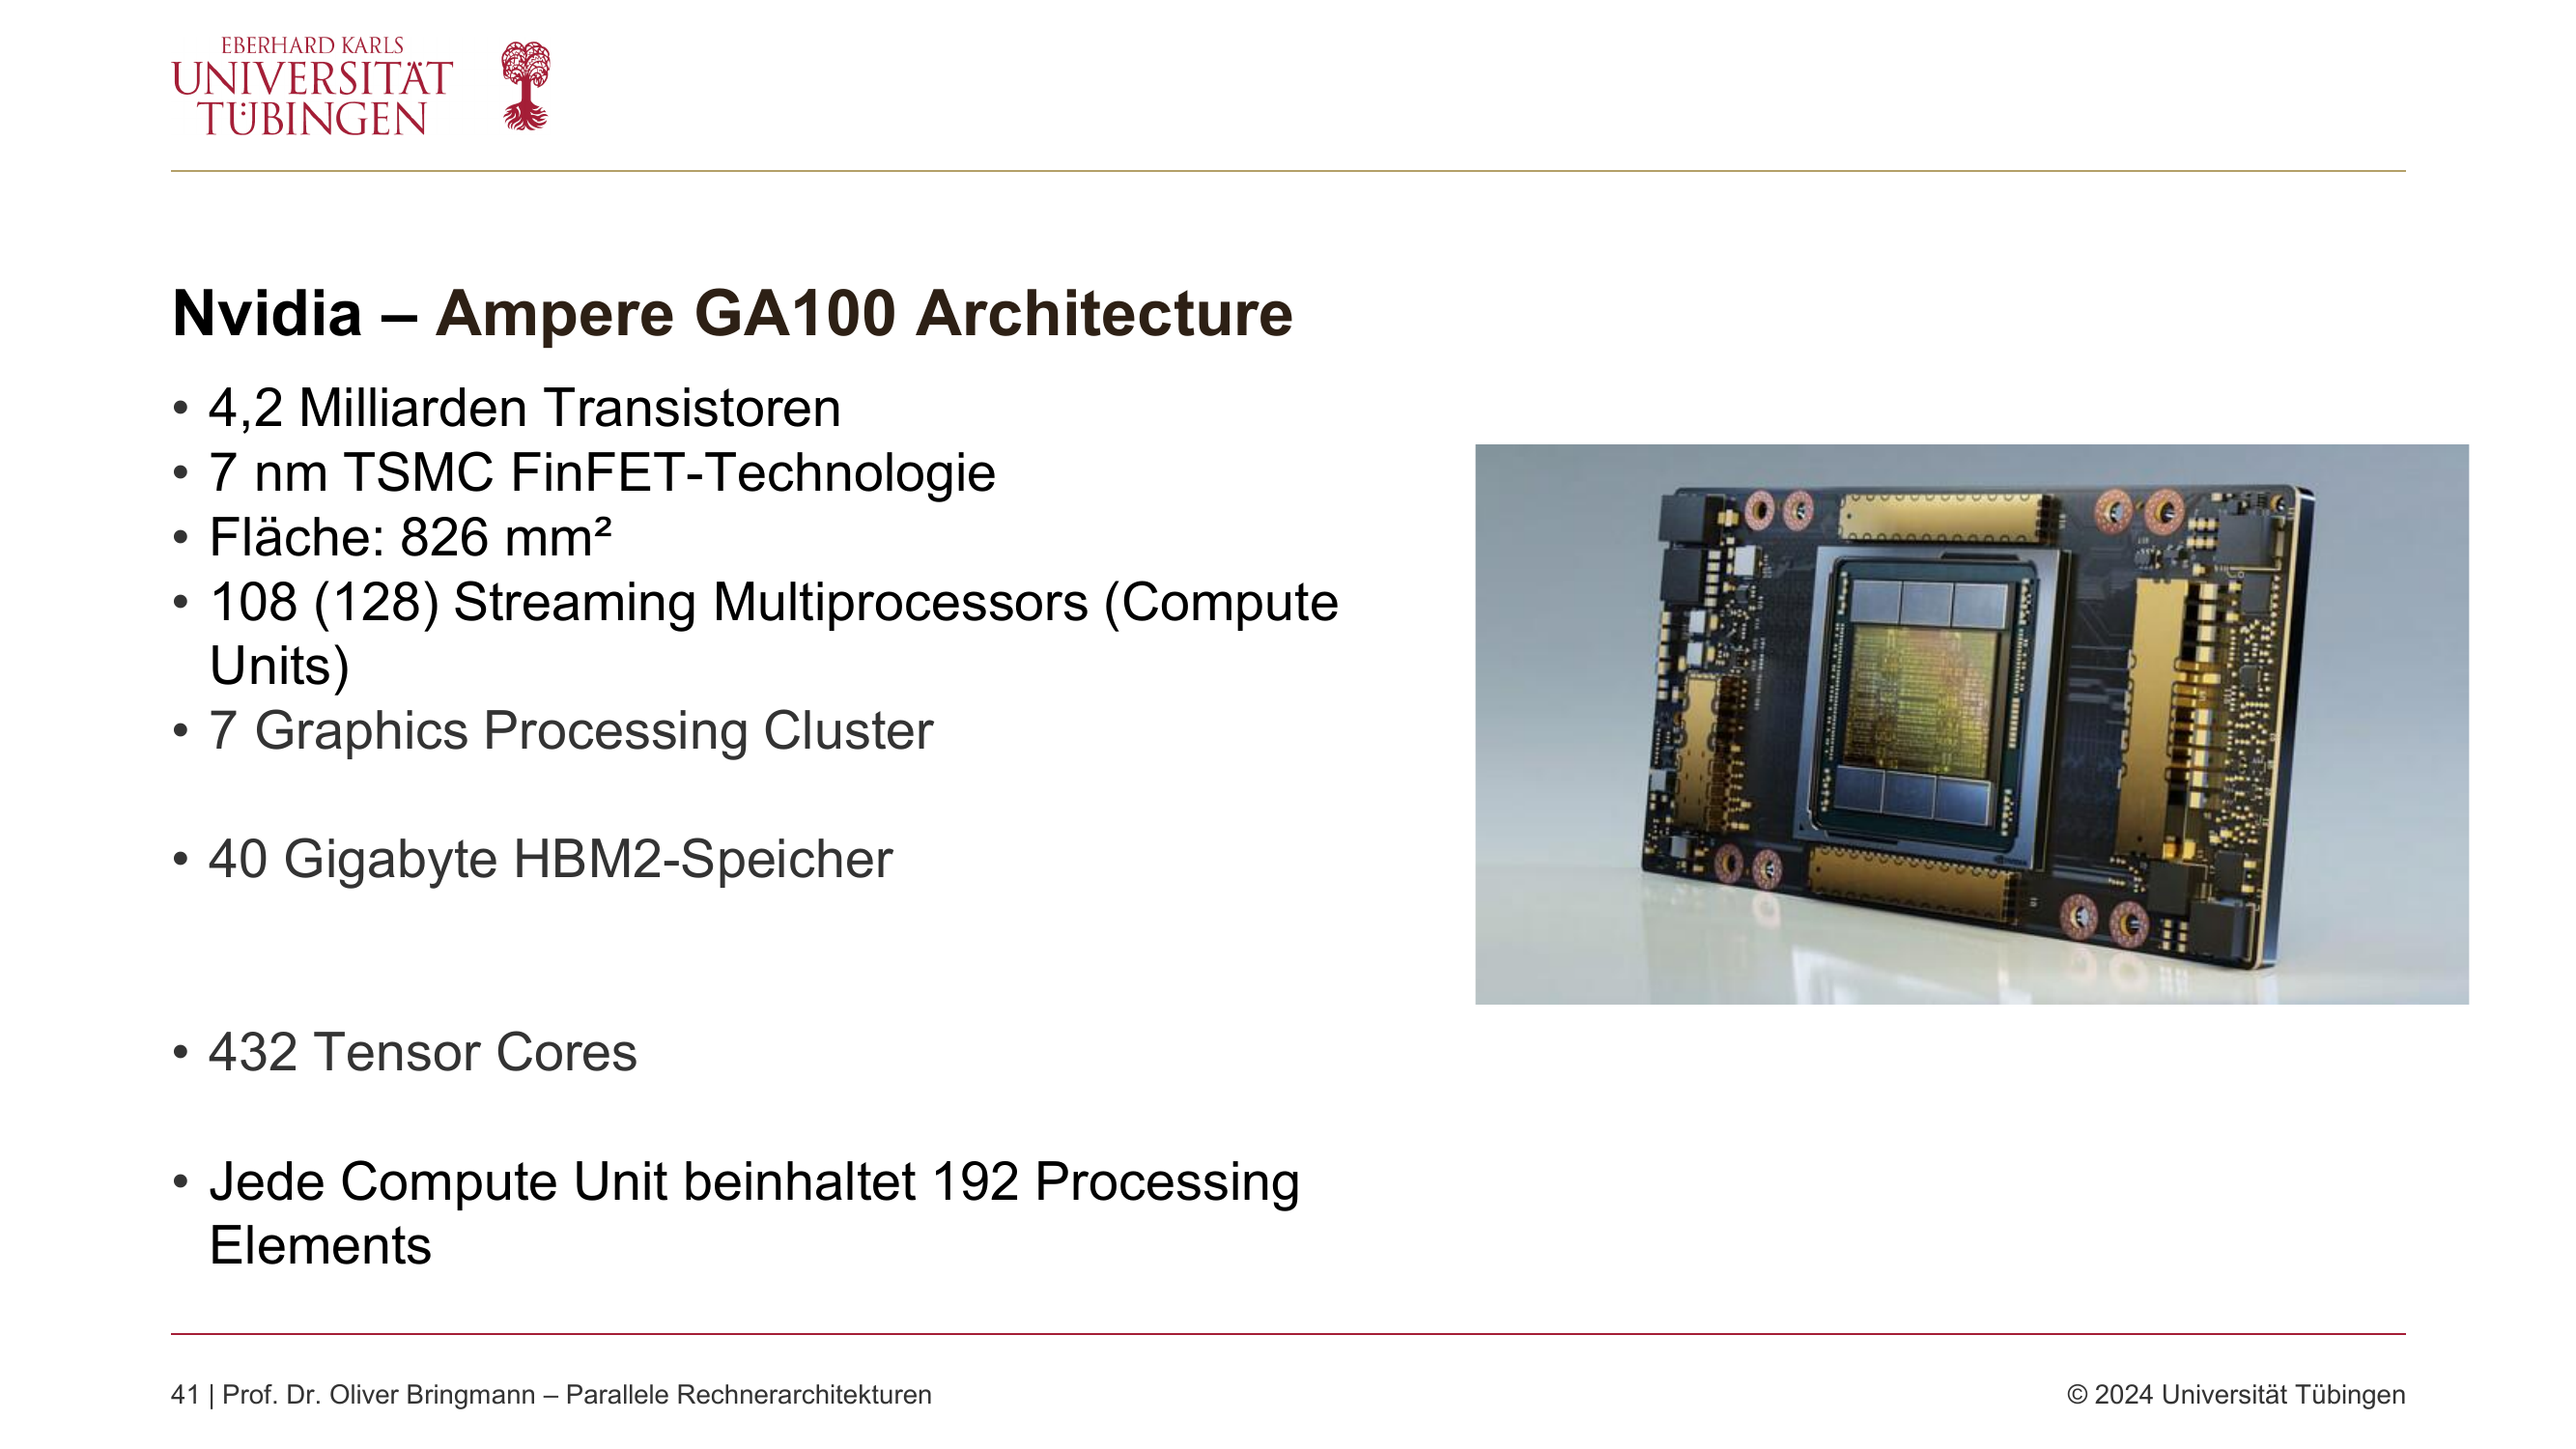 EBERHARD KARLS
UNIVERSITÄT
TÜBINGEN
Nvidia – Ampere GA100 Architecture
• 4,2 Milliarden Transistoren
• 7 nm TSMC FinFET-Technologie
• Fläche: 826 mm²
• 108 (128) Streaming Multiprocessors (Compute
Units)
• 7 Graphics Processing Cluster
• 40 Gigabyte HBM2-Speicher
• 432 Tensor Cores
• Jede Compute Unit beinhaltet 192 Processing
Elements
41 | Prof. Dr. Oliver Bringmann – Parallele Rechnerarchitekturen
© 2024 Universität Tübingen